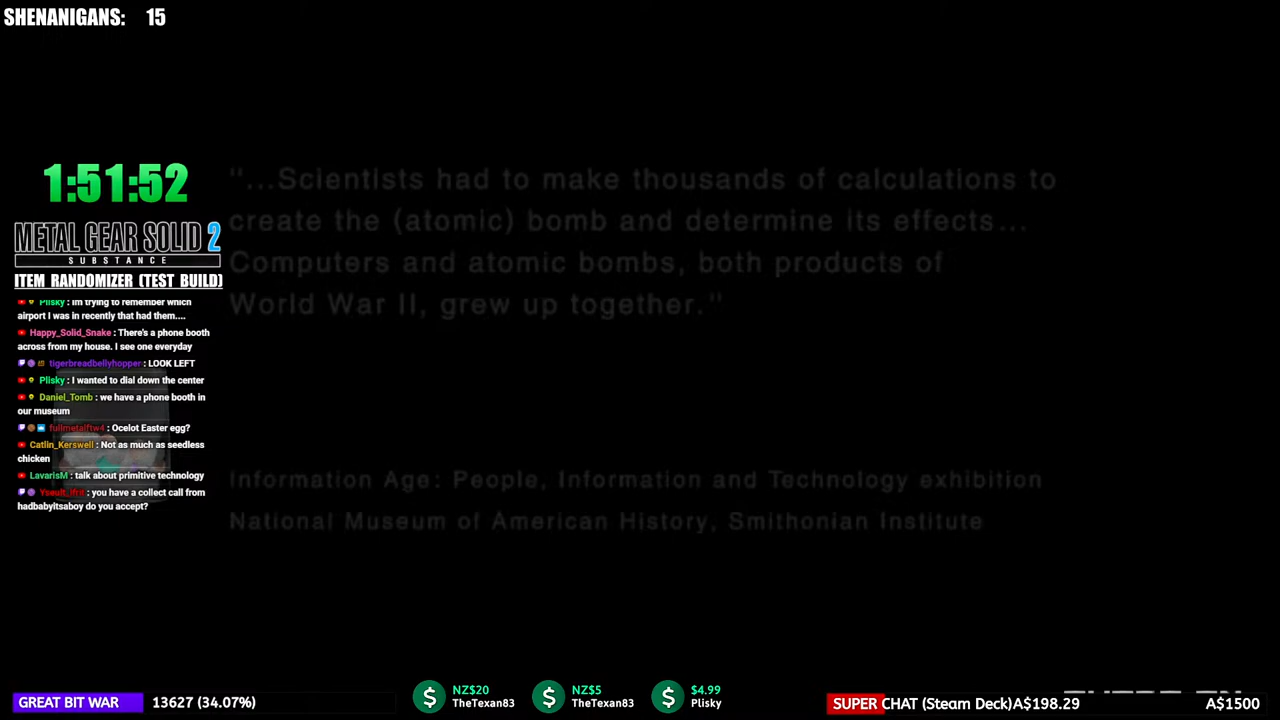 SHENANIGANS: 15
1:51:52
"...Scientists had to make thousands of calculations to
create the (atomic) bomb and determine its effects...
Computers and atomic bombs, both products of
World War II, grew up together."
METAL GEAR SOLID 2
SUBSTANCE
ITEM RANDOMIZER (TEST BUILD)
Plisky : Im trying to remember which
airport I was in recently that had them....
Happy_Solid_Snake : There's a phone booth
across from my house. I see one everyday
tigerbreadbellyhopper : LOOK LEFT
Plisky : I wanted to dial down the center
Daniel_Tomb : we have a phone booth in
our museum
fullmetalftw4 : Ocelot Easter egg?
Catlin_Kerswell : Not as much as seedless
chicken
LavarisM : talk about primitive technology
Ysault_ifrit : you have a collect call from
hadbabyitsaboy do you accept?
Information Age: People, Information and Technology exhibition
National Museum of American History, Smithonian Institute
GREAT BIT WAR 13627 (34.07%)
NZ$20
TheTexan83
NZ$5
TheTexan83
$4.99
Plisky
SUPER CHAT (Steam Deck)A$198.29 A$1500